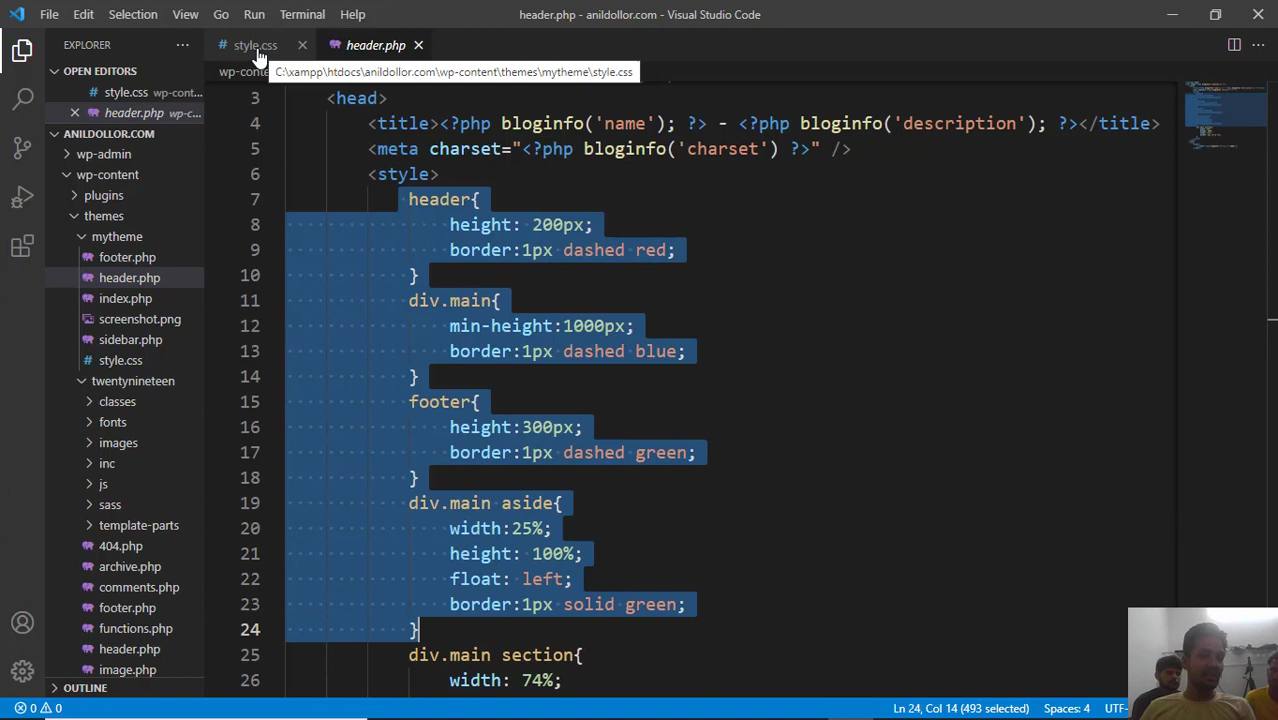 File Edit Selection View Go Run Terminal Help header.php - anildollor.com - Visual Studio Code
EXPLORER
OPEN EDITORS
style.css wp-cont...
header.php wp-c...
ANILDOLLOR.COM
wp-admin
wp-content
plugins
themes
mytheme
footer.php
header.php
index.php
screenshot.png
sidebar.php
style.css
twentynineteen
classes
fonts
images
inc
js
sass
template-parts
404.php
archive.php
comments.php
footer.php
functions.php
header.php
image.php
OUTLINE
style.css header.php
wp-conte
C:\xampp\htdocs\anildollor.com\wp-content\themes\mytheme\style.css
3 <head>
4 <title><?php bloginfo('name'); ?> - <?php bloginfo('description'); ?></title>
5 <meta charset="<?php bloginfo('charset') ?>" />
6 <style>
7 header{
8 height: 200px;
9 border:1px dashed red;
10 }
11 div.main{
12 min-height:1000px;
13 border:1px dashed blue;
14 }
15 footer{
16 height:300px;
17 border:1px dashed green;
18 }
19 div.main aside{
20 width:25%;
21 height: 100%;
22 float: left;
23 border:1px solid green;
24 }
25 div.main section{
26 width: 74%;
0 0 Ln 24, Col 14 (493 selected) Spaces: 4 UTF-